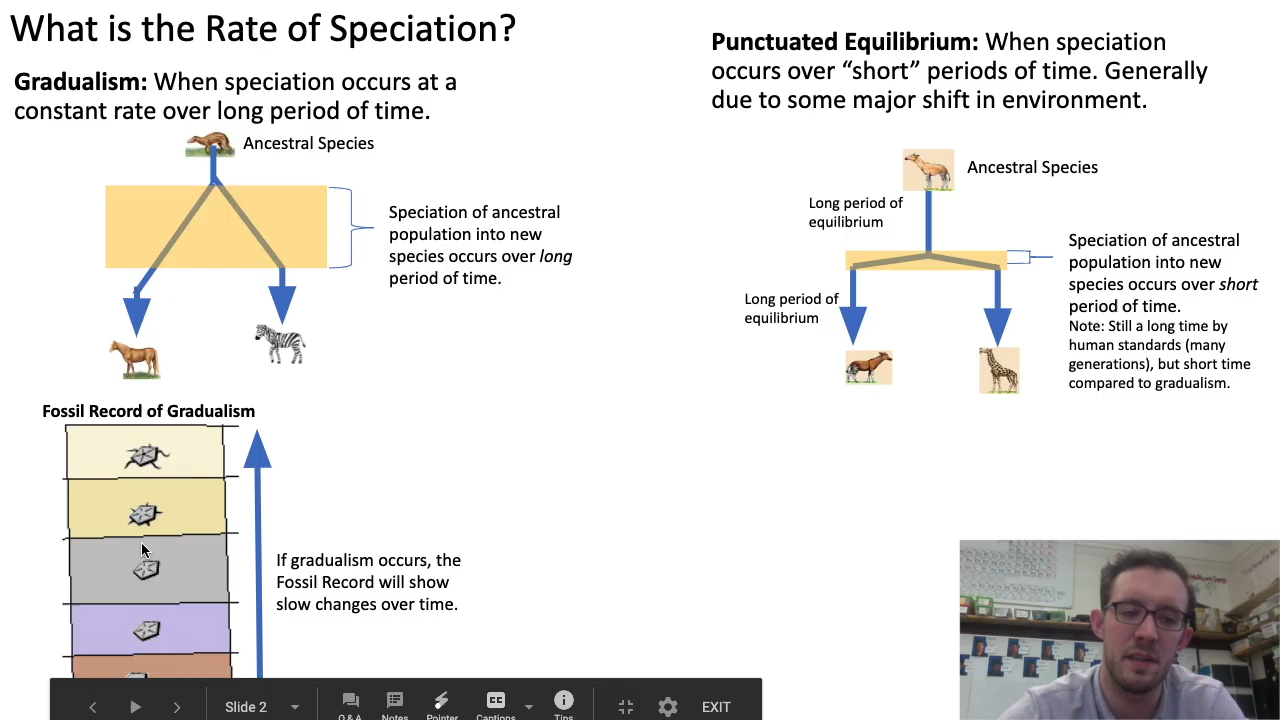 What is the Rate of Speciation?
Gradualism: When speciation occurs at a
constant rate over long period of time.
Ancestral Species
Speciation of ancestral
population into new
species occurs over long
period of time.
Fossil Record of Gradualism
If gradualism occurs, the
Fossil Record will show
slow changes over time.
Punctuated Equilibrium: When speciation
occurs over “short” periods of time. Generally
due to some major shift in environment.
Ancestral Species
Long period of
equilibrium
Long period of
equilibrium
Speciation of ancestral
population into new
species occurs over short
period of time.
Note: Still a long time by
human standards (many
generations), but short time
compared to gradualism.
Slide 2
Q&A
Notes
Pointer
CC
Captions
Tips
EXIT